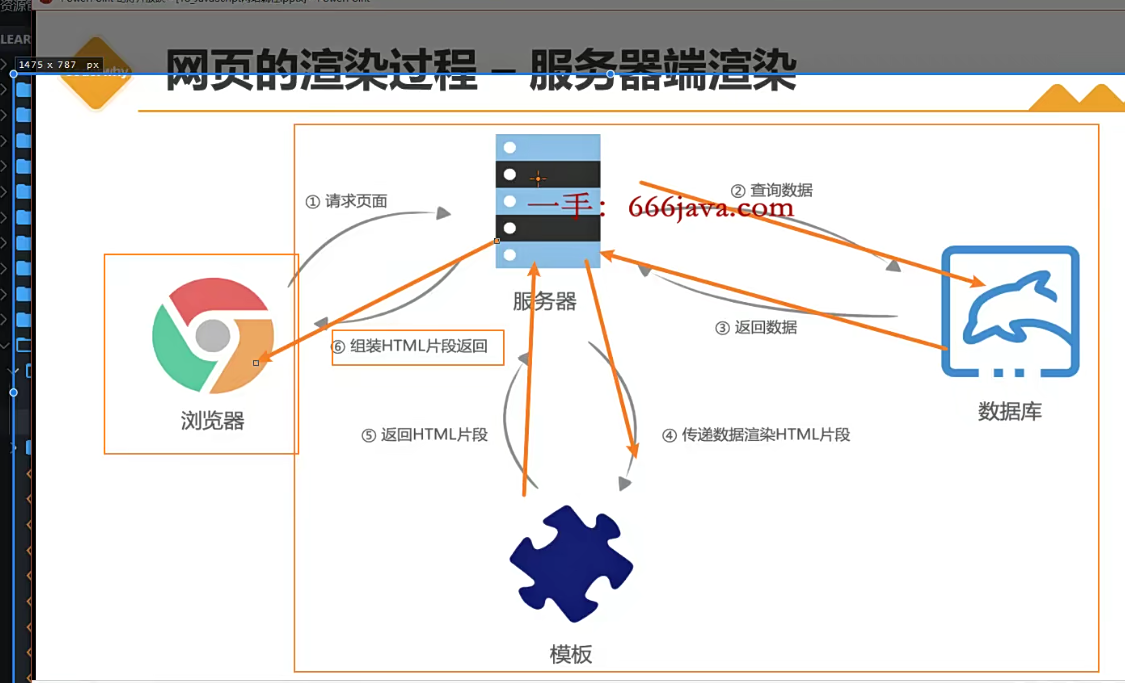 LEAR
1475 x 787 px
网页的渲染过程 – 服务器端渲染
① 请求页面
② 查询数据
一手：666java.com
服务器
③ 返回数据
⑥ 组装HTML片段返回
浏览器
数据库
⑤ 返回HTML片段
④ 传递数据渲染HTML片段
模板